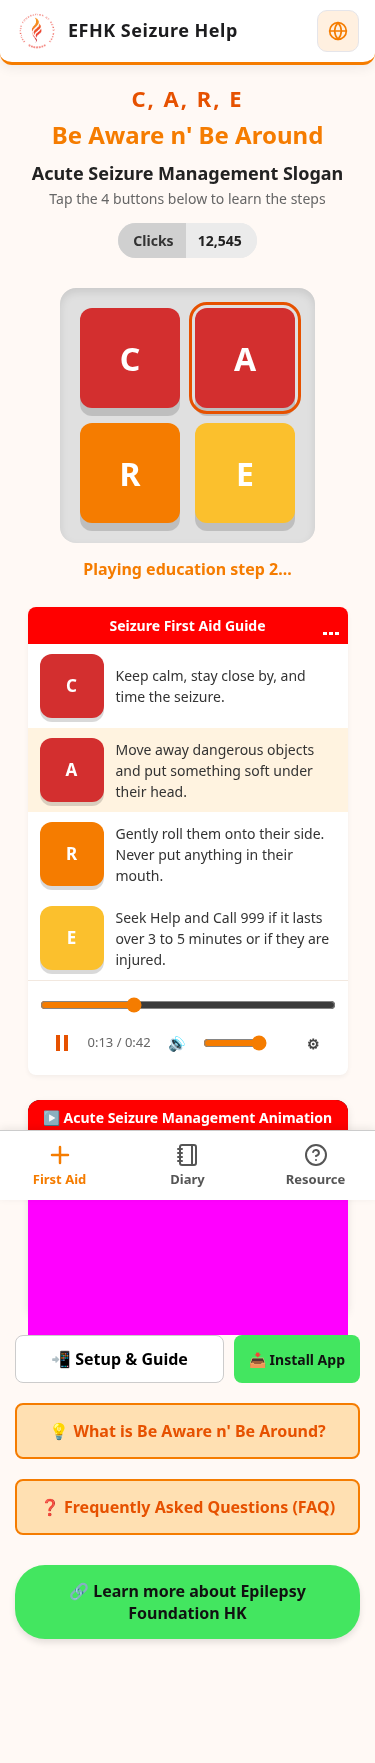 EFHK Seizure Help
C, A, R, E
Be Aware n' Be Around
Acute Seizure Management Slogan
Tap the 4 buttons below to learn the steps
Clicks 12,545
C A
R E
Playing education step 2...
Seizure First Aid Guide ...
C
Keep calm, stay close by, and
time the seizure.
A
Move away dangerous objects
and put something soft under
their head.
R
Gently roll them onto their side.
Never put anything in their
mouth.
E
Seek Help and Call 999 if it lasts
over 3 to 5 minutes or if they are
injured.
0:13 / 0:42
Acute Seizure Management Animation
First Aid Diary Resource
Setup & Guide Install App
What is Be Aware n' Be Around?
Frequently Asked Questions (FAQ)
Learn more about Epilepsy
Foundation HK